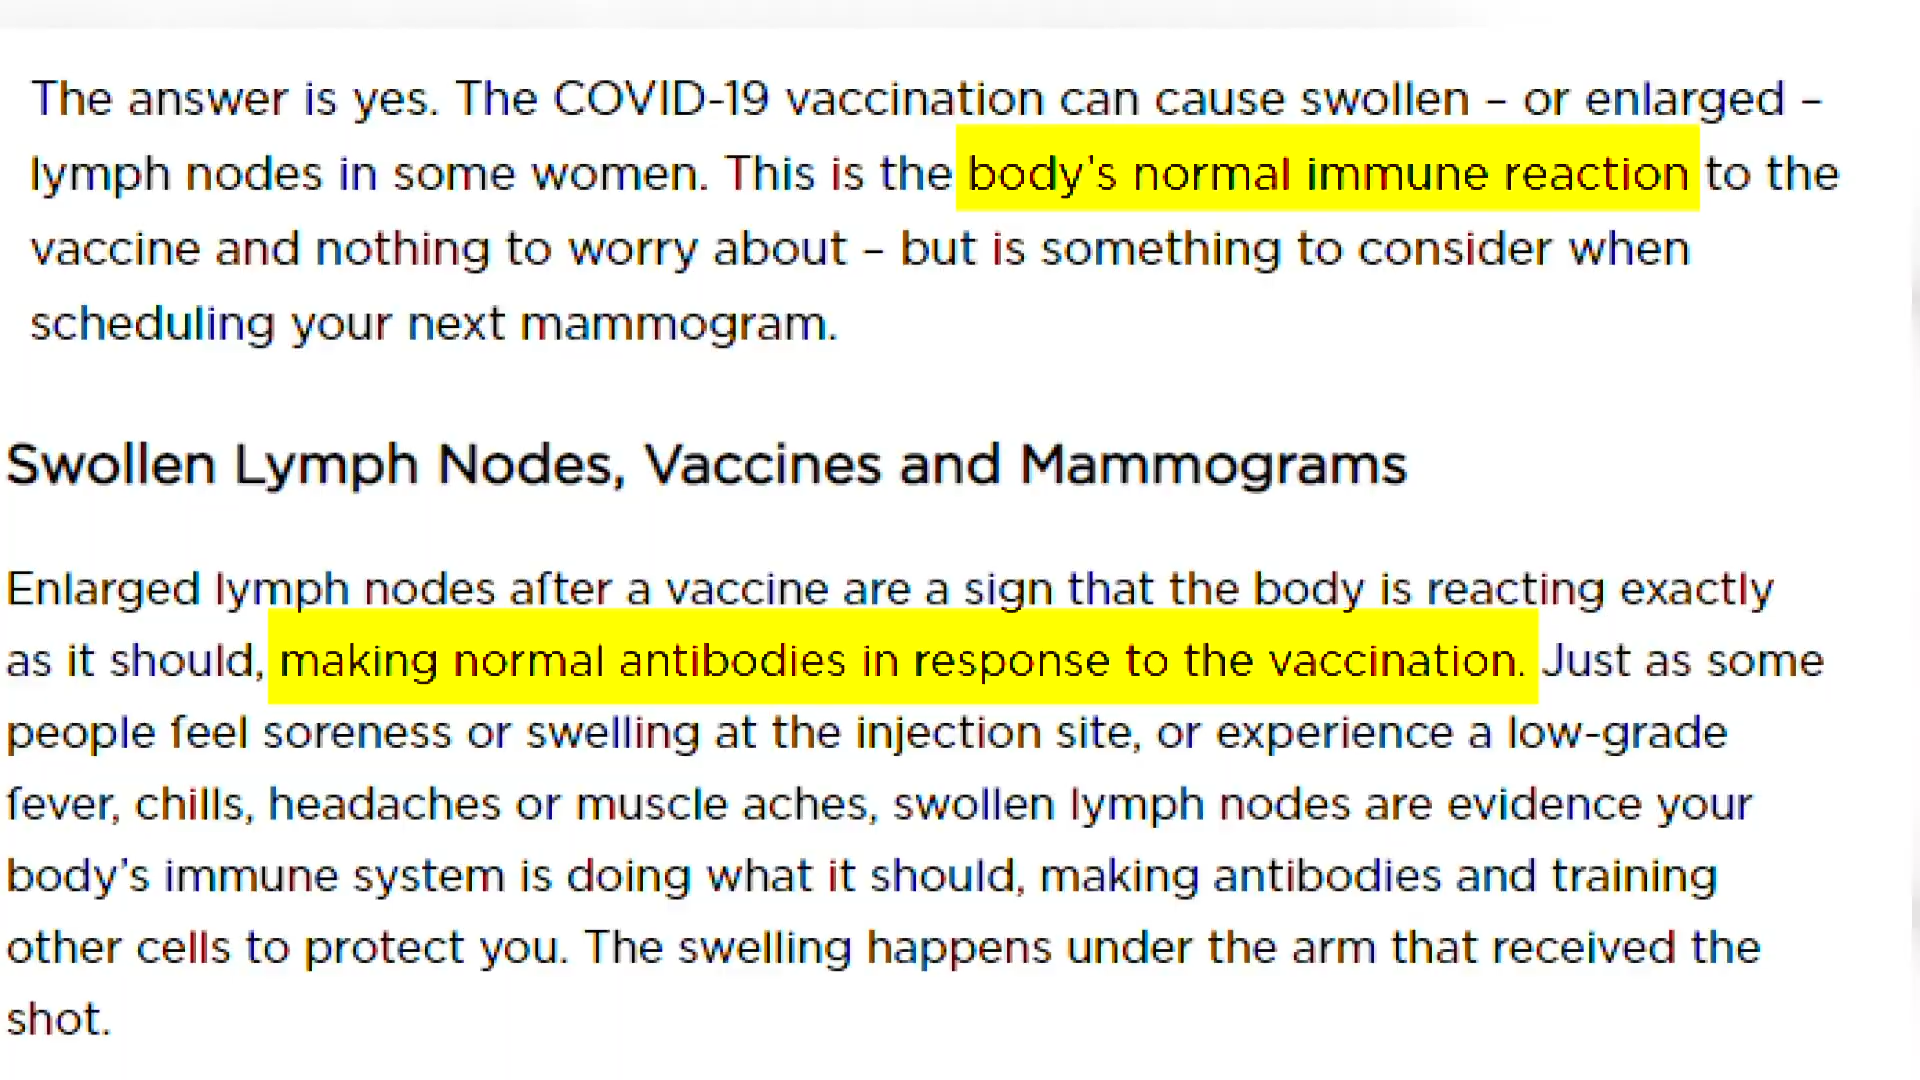 The answer is yes. The COVID-19 vaccination can cause swollen – or enlarged –
lymph nodes in some women. This is the body's normal immune reaction to the
vaccine and nothing to worry about – but is something to consider when
scheduling your next mammogram.
Swollen Lymph Nodes, Vaccines and Mammograms
Enlarged lymph nodes after a vaccine are a sign that the body is reacting exactly
as it should, making normal antibodies in response to the vaccination. Just as some
people feel soreness or swelling at the injection site, or experience a low-grade
fever, chills, headaches or muscle aches, swollen lymph nodes are evidence your
body’s immune system is doing what it should, making antibodies and training
other cells to protect you. The swelling happens under the arm that received the
shot.